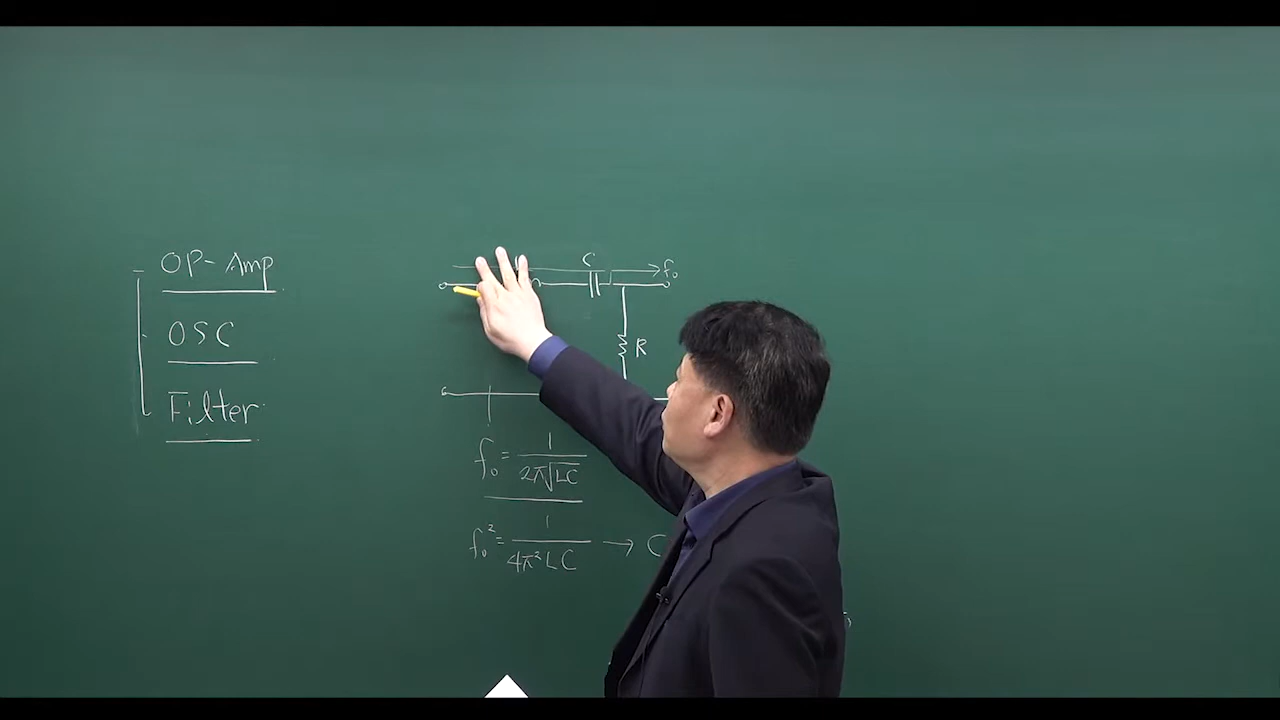 OP-Amp
OSC
Filter
C
f₀
R
f₀ = 1 / 2π√LC
f₀² = 1 / 4π²LC → C